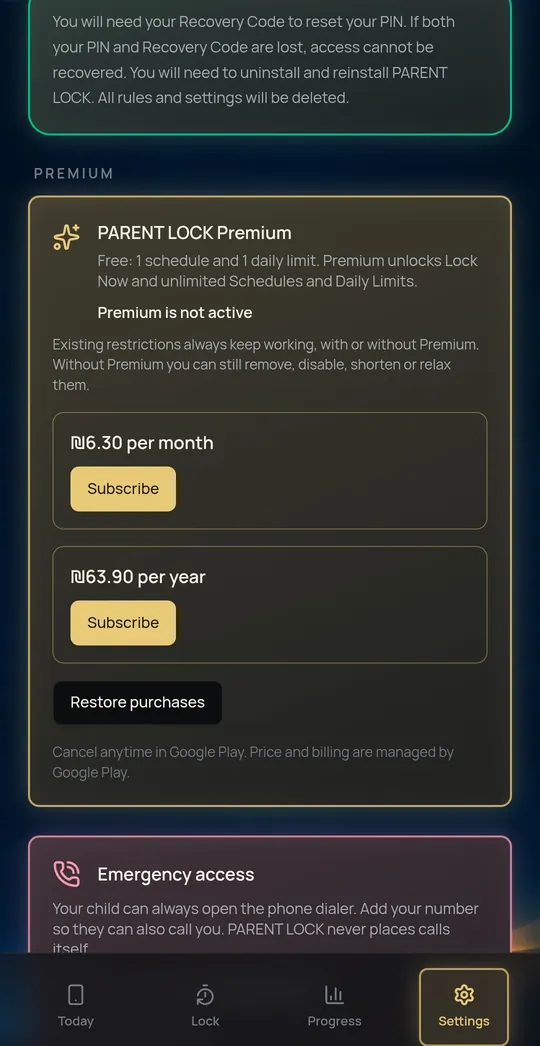 You will need your Recovery Code to reset your PIN. If both
your PIN and Recovery Code are lost, access cannot be
recovered. You will need to uninstall and reinstall PARENT
LOCK. All rules and settings will be deleted.
PREMIUM
PARENT LOCK Premium
Free: 1 schedule and 1 daily limit. Premium unlocks Lock
Now and unlimited Schedules and Daily Limits.
Premium is not active
Existing restrictions always keep working, with or without Premium.
Without Premium you can still remove, disable, shorten or relax
them.
₪6.30 per month
Subscribe
₪63.90 per year
Subscribe
Restore purchases
Cancel anytime in Google Play. Price and billing are managed by
Google Play.
Emergency access
Your child can always open the phone dialer. Add your number
so they can also call you. PARENT LOCK never places calls
itself
Today
Lock
Progress
Settings